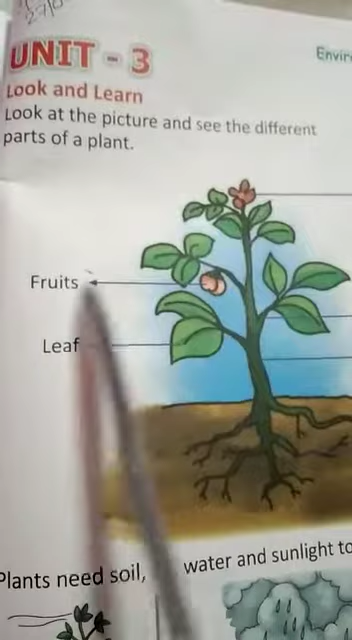 UNIT - 3
Look and Learn
Look at the picture and see the different
parts of a plant.
Fruits
Leaf
Plants need soil,
water and sunlight to